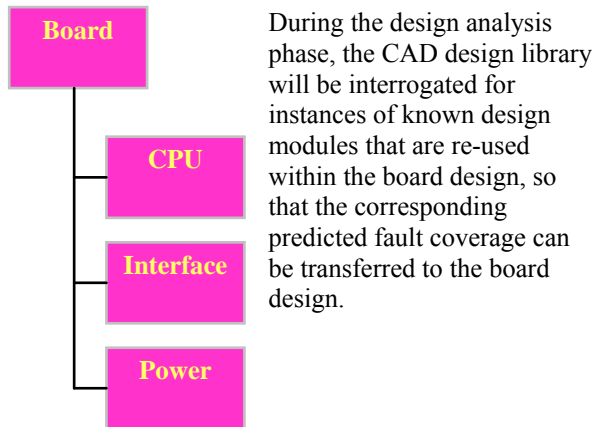 Board
CPU
Interface
Power
During the design analysis
phase, the CAD design library
will be interrogated for
instances of known design
modules that are re-used
within the board design, so
that the corresponding
predicted fault coverage can
be transferred to the board
design.